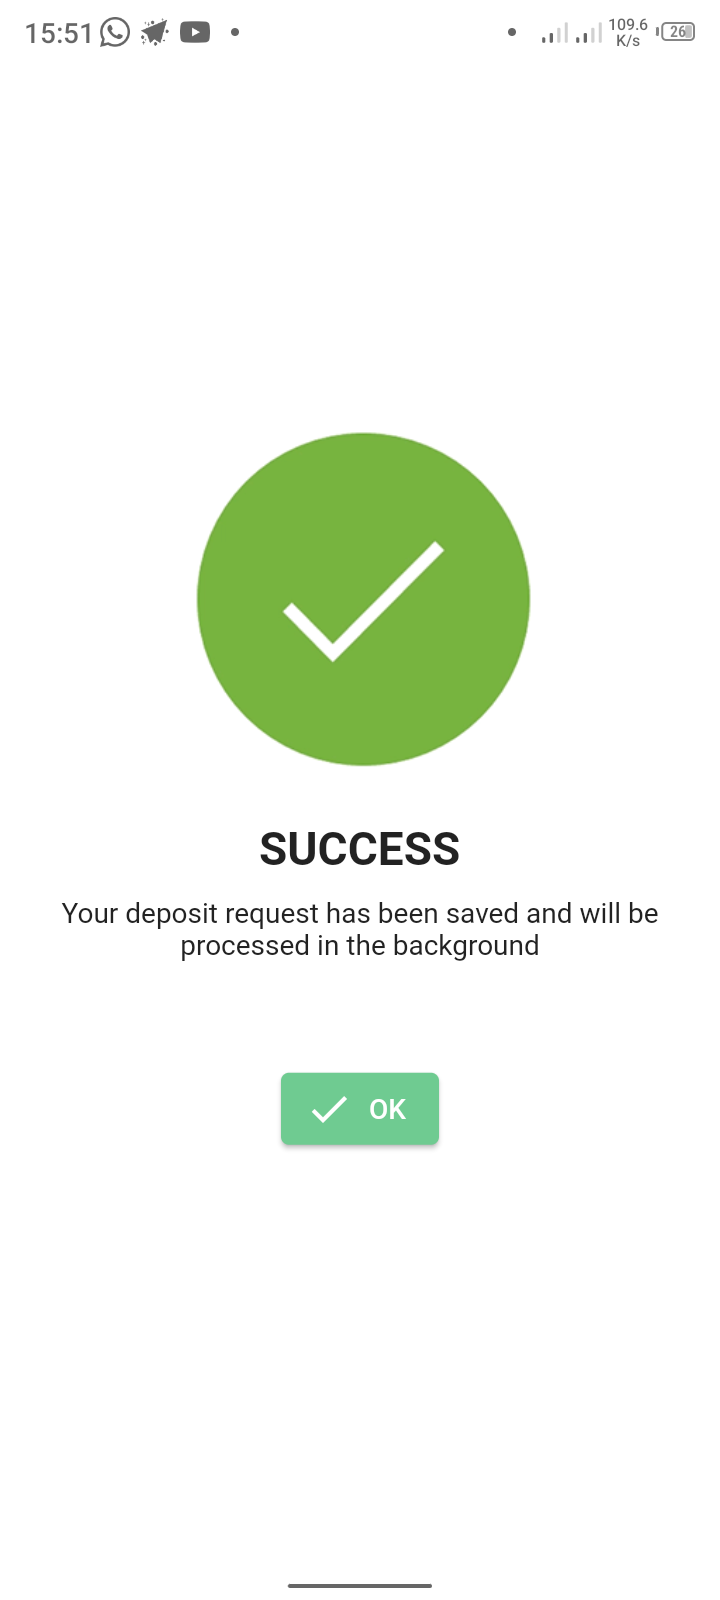 15:51
109.6
K/s
26
SUCCESS
Your deposit request has been saved and will be
processed in the background
OK